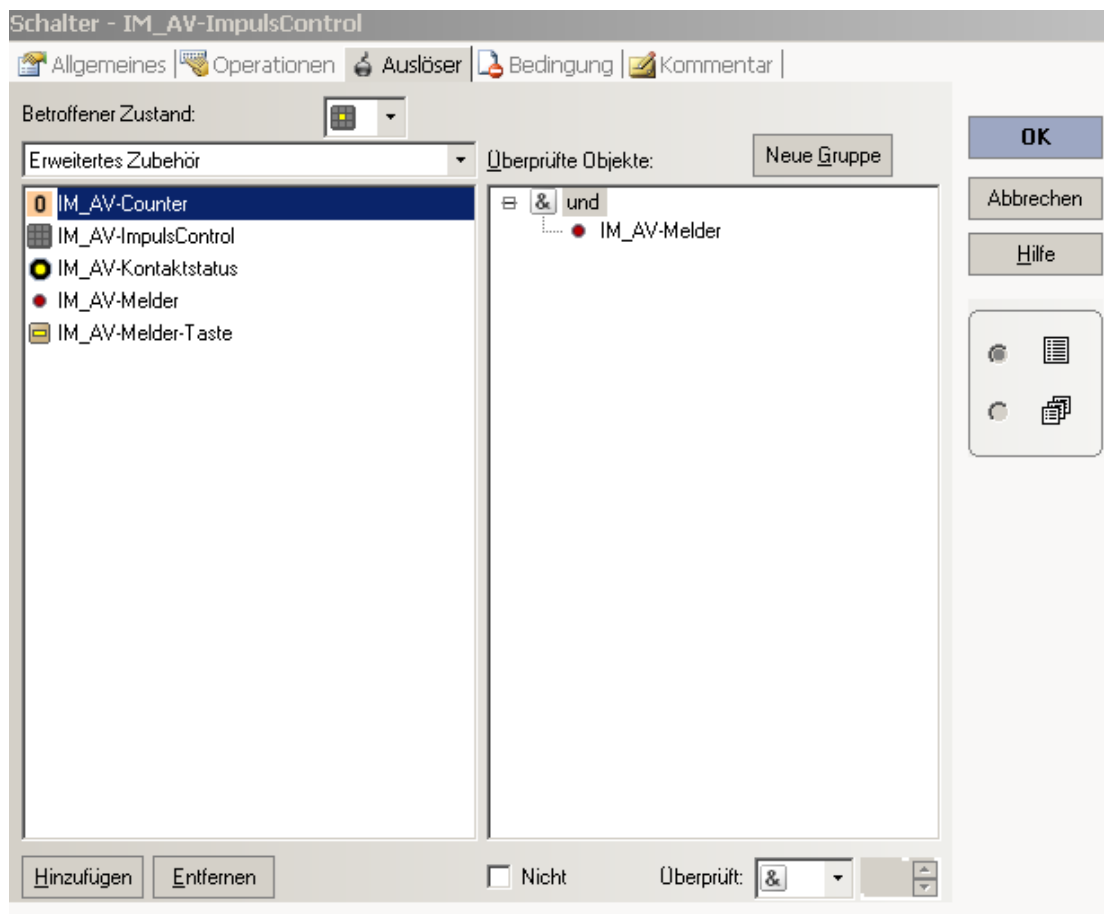 Schalter - IM_AV-ImpulsControl
Allgemeines Operationen Auslöser Bedingung Kommentar
Betroffener Zustand:
Erweitertes Zubehör
Überprüfte Objekte:
Neue Gruppe
0 IM_AV-Counter
IM_AV-ImpulsControl
IM_AV-Kontaktstatus
IM_AV-Melder
IM_AV-Melder-Taste
& und
IM_AV-Melder
OK
Abbrechen
Hilfe
Hinzufügen Entfernen
Nicht Überprüft: &